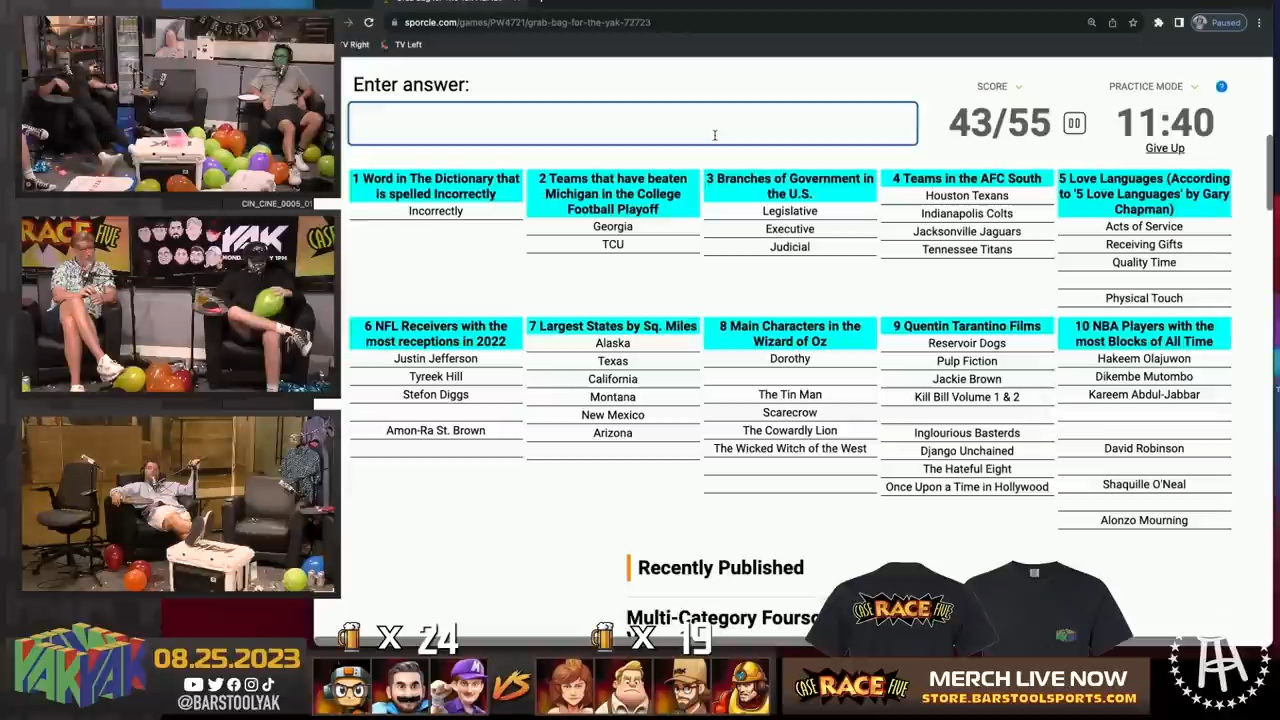 sporcle.com/games/PW4721/grab-bag-for-the-yak-72723
Paused
TV Right
TV Left
Enter answer:
SCORE
PRACTICE MODE
43/55
11:40
Give Up
1 Word in The Dictionary that
is spelled Incorrectly
Incorrectly
2 Teams that have beaten
Michigan in the College
Football Playoff
Georgia
TCU
3 Branches of Government in
the U.S.
Legislative
Executive
Judicial
4 Teams in the AFC South
Houston Texans
Indianapolis Colts
Jacksonville Jaguars
Tennessee Titans
5 Love Languages (According
to '5 Love Languages' by Gary
Chapman)
Acts of Service
Receiving Gifts
Quality Time
Physical Touch
6 NFL Receivers with the
most receptions in 2022
Justin Jefferson
Tyreek Hill
Stefon Diggs
Amon-Ra St. Brown
7 Largest States by Sq. Miles
Alaska
Texas
California
Montana
New Mexico
Arizona
8 Main Characters in the
Wizard of Oz
Dorothy
The Tin Man
Scarecrow
The Cowardly Lion
The Wicked Witch of the West
9 Quentin Tarantino Films
Reservoir Dogs
Pulp Fiction
Jackie Brown
Kill Bill Volume 1 & 2
Inglourious Basterds
Django Unchained
The Hateful Eight
Once Upon a Time in Hollywood
10 NBA Players with the
most Blocks of All Time
Hakeem Olajuwon
Dikembe Mutombo
Kareem Abdul-Jabbar
David Robinson
Shaquille O'Neal
Alonzo Mourning
Recently Published
Multi-Category Foursc
CIN_CINE_0005_01
RACE FIVE
YAK
CASE
X 24
X 19
CASE RACE FIVE
YAK YAK
08.25.2023
@BARSTOOLYAK
VS
CASE RACE FIVE
MERCH LIVE NOW
STORE.BARSTOOLSPORTS.COM